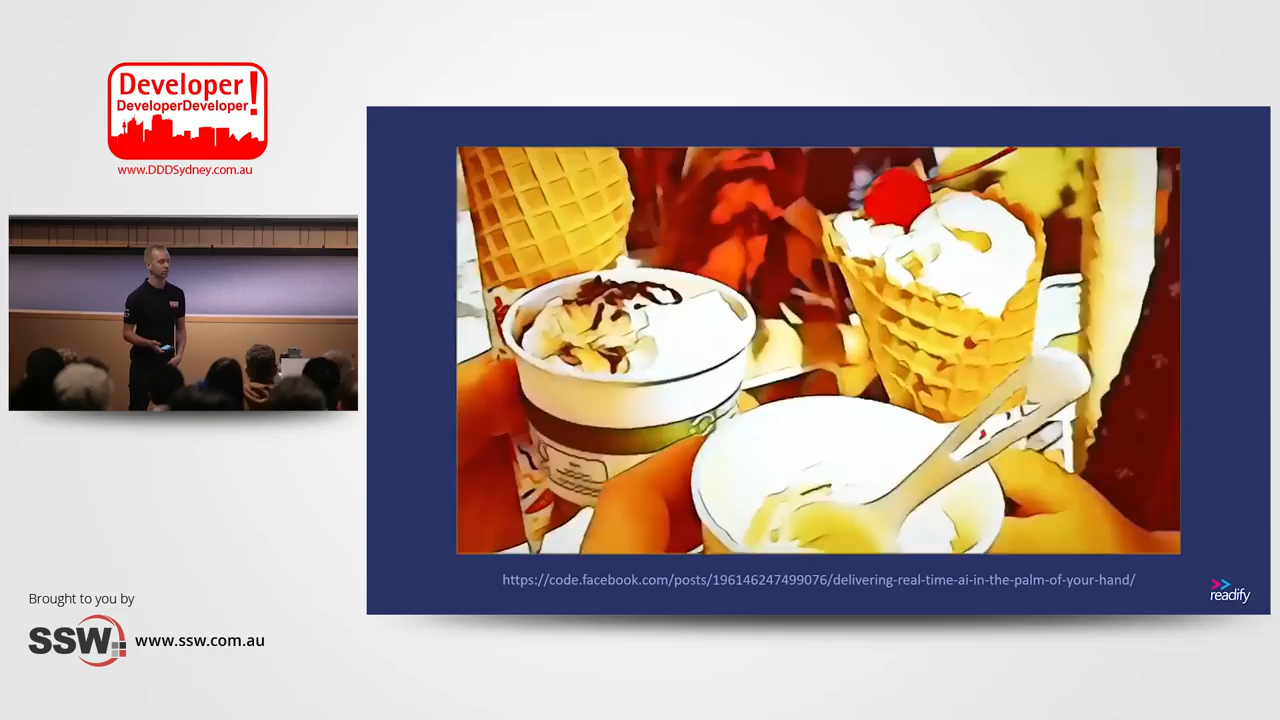 Developer!
DeveloperDeveloper
www.DDDSydney.com.au
https://code.facebook.com/posts/196146247499076/delivering-real-time-ai-in-the-palm-of-your-hand/
readify
Brought to you by
SSW
www.ssw.com.au